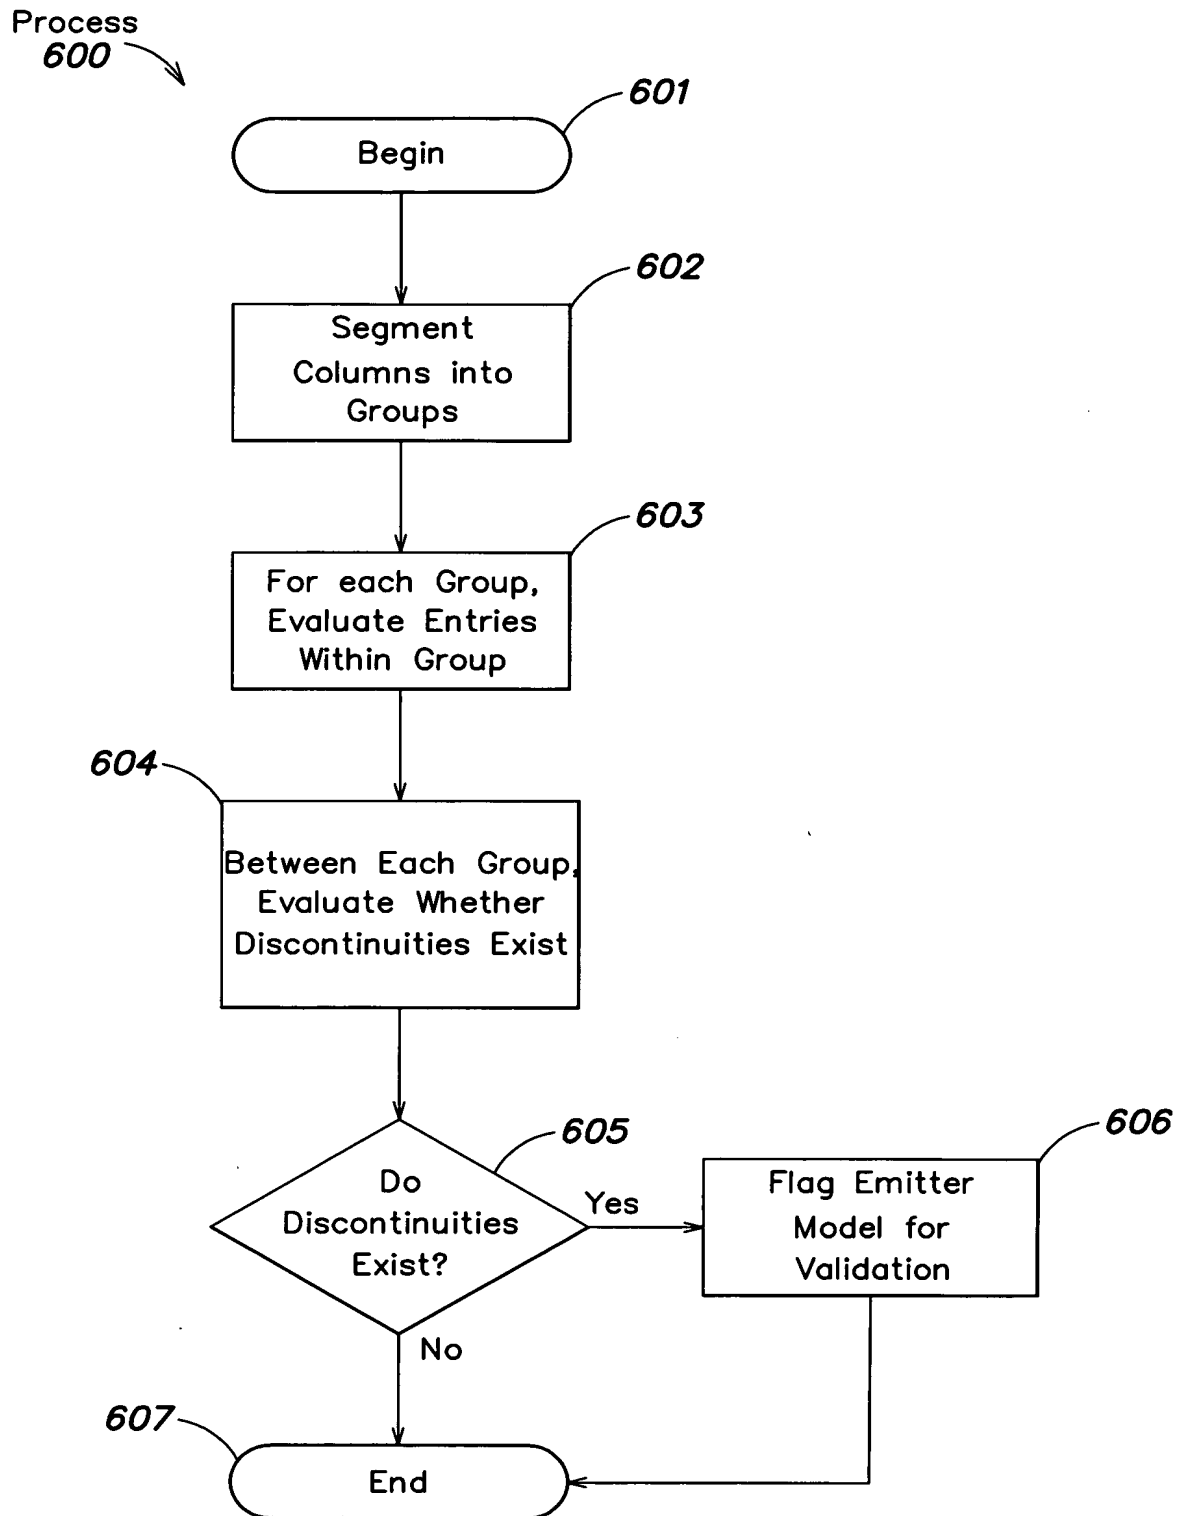 Process
600
601
Begin
602
Segment
Columns into
Groups
603
For each Group,
Evaluate Entries
Within Group
604
Between Each Group,
Evaluate Whether
Discontinuities Exist
605
Do
Discontinuities
Exist?
Yes
606
Flag Emitter
Model for
Validation
No
607
End